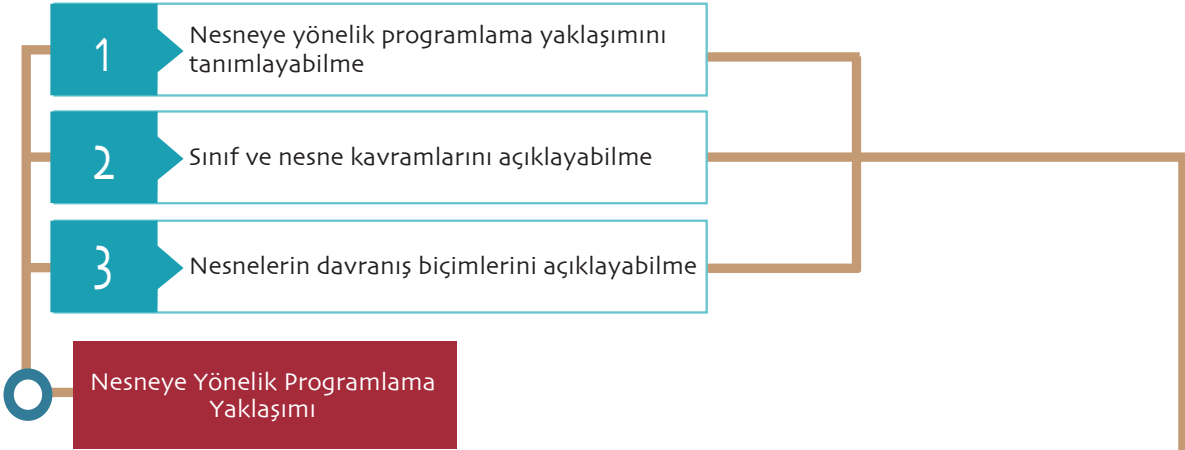 1
Nesneye yönelik programlama yaklaşımını
tanımlayabilme
2
Sınıf ve nesne kavramlarını açıklayabilme
3
Nesnelerin davranış biçimlerini açıklayabilme
Nesneye Yönelik Programlama
Yaklaşımı